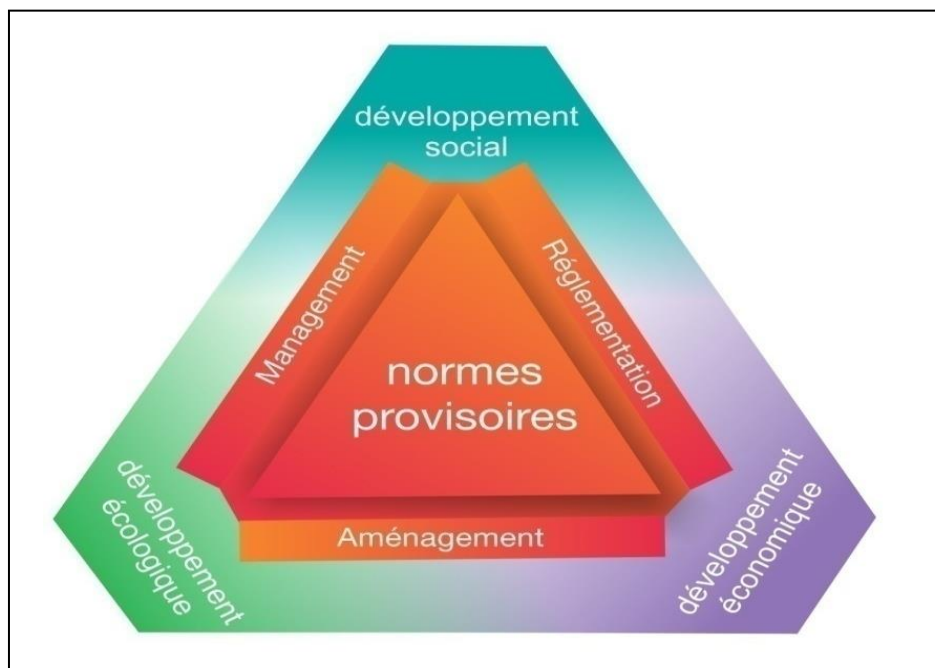 développement
social
Management
Réglementation
normes
provisoires
Aménagement
développement
écologique
développement
économique